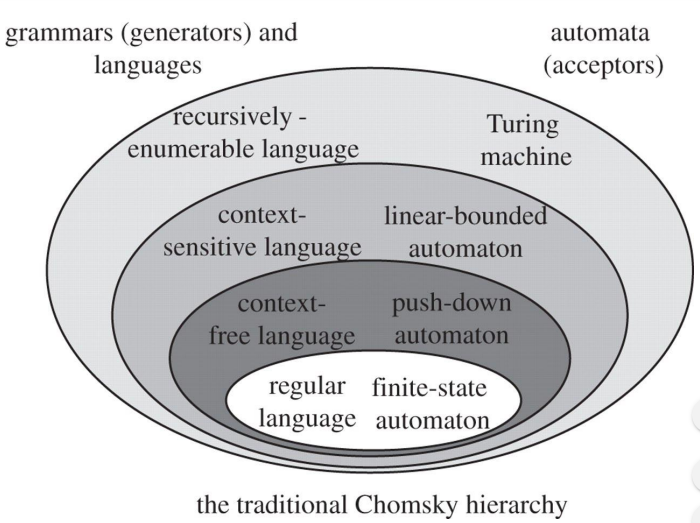 grammars (generators) and
languages
automata
(acceptors)
recursively -
enumerable language
Turing
machine
context-
sensitive language
linear-bounded
automaton
context-
free language
push-down
automaton
regular
language
finite-state
automaton
the traditional Chomsky hierarchy